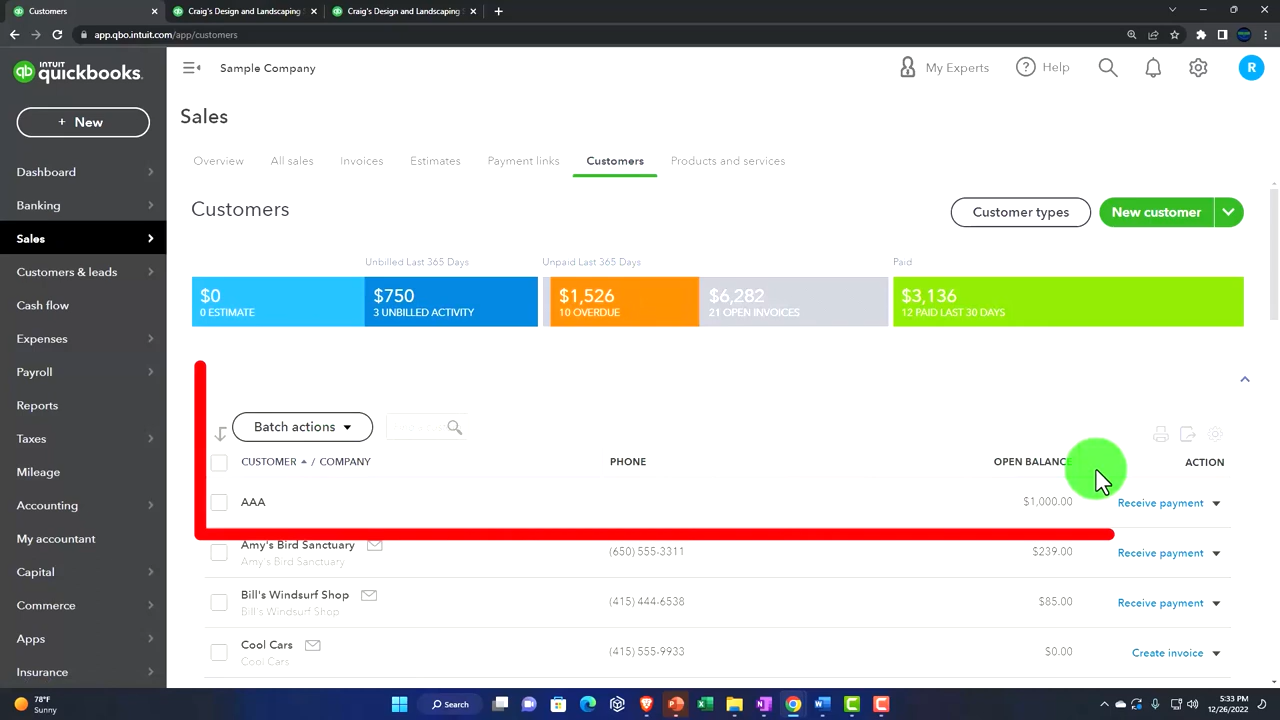 Customers
Craig's Design and Landscaping
Craig's Design and Landscaping S
app.qbo.intuit.com/app/customers
INTUIT
quickbooks.
Sample Company
My Experts
Help
R
+ New
Sales
Overview
All sales
Invoices
Estimates
Payment links
Customers
Products and services
Dashboard
Banking
Sales
Customers & leads
Cash flow
Expenses
Payroll
Reports
Taxes
Mileage
Accounting
My accountant
Capital
Commerce
Apps
Insurance
Customers
Customer types
New customer
Unbilled Last 365 Days
Unpaid Last 365 Days
Paid
$0
0 ESTIMATE
$750
3 UNBILLED ACTIVITY
$1,526
10 OVERDUE
$6,282
21 OPEN INVOICES
$3,136
12 PAID LAST 30 DAYS
Batch actions
CUSTOMER / COMPANY PHONE OPEN BALANCE ACTION
AAA $1,000.00 Receive payment
Amy's Bird Sanctuary (650) 555-3311 $239.00 Receive payment
Amy's Bird Sanctuary
Bill's Windsurf Shop (415) 444-6538 $85.00 Receive payment
Bill's Windsurf Shop
Cool Cars (415) 555-9933 $0.00 Create invoice
Cool Cars
78°F
Sunny
Search
5:33 PM
12/26/2022